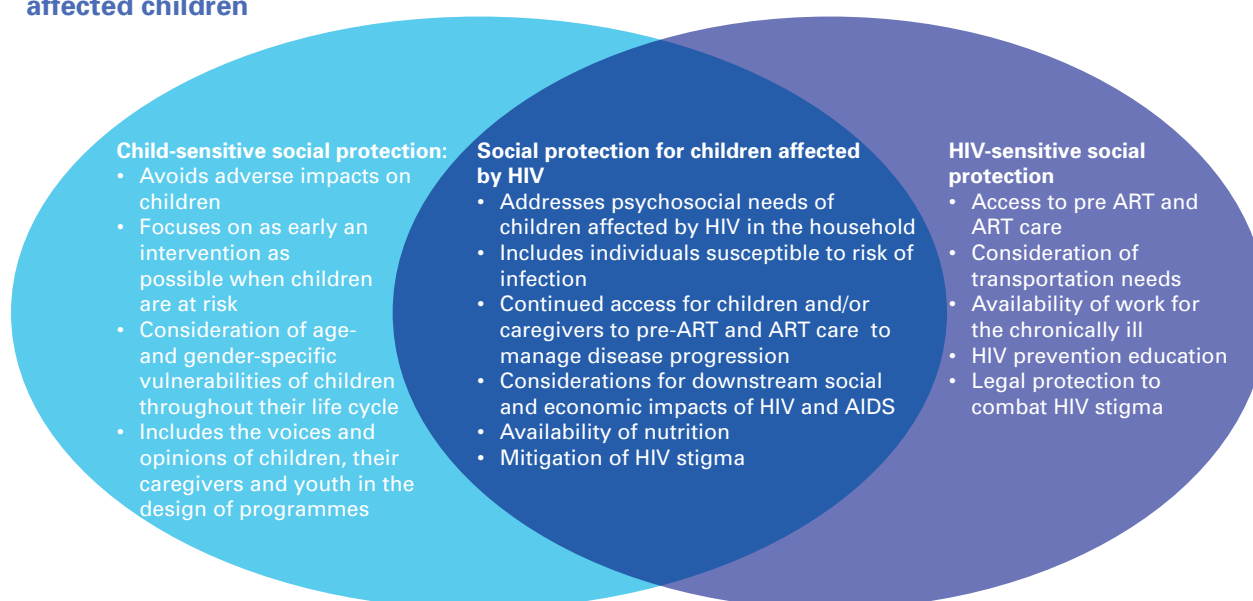 affected children
Child-sensitive social protection:
• Avoids adverse impacts on
children
• Focuses on as early an
intervention as
possible when children
are at risk
• Consideration of age-
and gender-specific
vulnerabilities of children
throughout their life cycle
• Includes the voices and
opinions of children, their
caregivers and youth in the
design of programmes
Social protection for children affected
by HIV
• Addresses psychosocial needs of
children affected by HIV in the household
• Includes individuals susceptible to risk of
infection
• Continued access for children and/or
caregivers to pre-ART and ART care to
manage disease progression
• Considerations for downstream social
and economic impacts of HIV and AIDS
• Availability of nutrition
• Mitigation of HIV stigma
HIV-sensitive social
protection
• Access to pre ART and
ART care
• Consideration of
transportation needs
• Availability of work for
the chronically ill
• HIV prevention education
• Legal protection to
combat HIV stigma